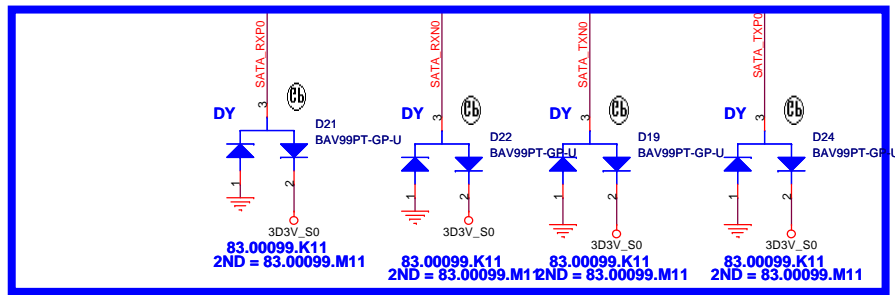 SATA_RXP0
SATA_RXN0
SATA_TXN0
SATA_TXP0
3
3
3
3
DY
DY
DY
DY
D21
BAV99PT-GP-U
D22
BAV99PT-GP-U
D19
BAV99PT-GP-U
D24
BAV99PT-GP-U
1
2
1
2
1
2
1
2
3D3V_S0
3D3V_S0
3D3V_S0
3D3V_S0
83.00099.K11
2ND = 83.00099.M11
83.00099.K11
2ND = 83.00099.M11
83.00099.K11
2ND = 83.00099.M11
83.00099.K11
2ND = 83.00099.M11